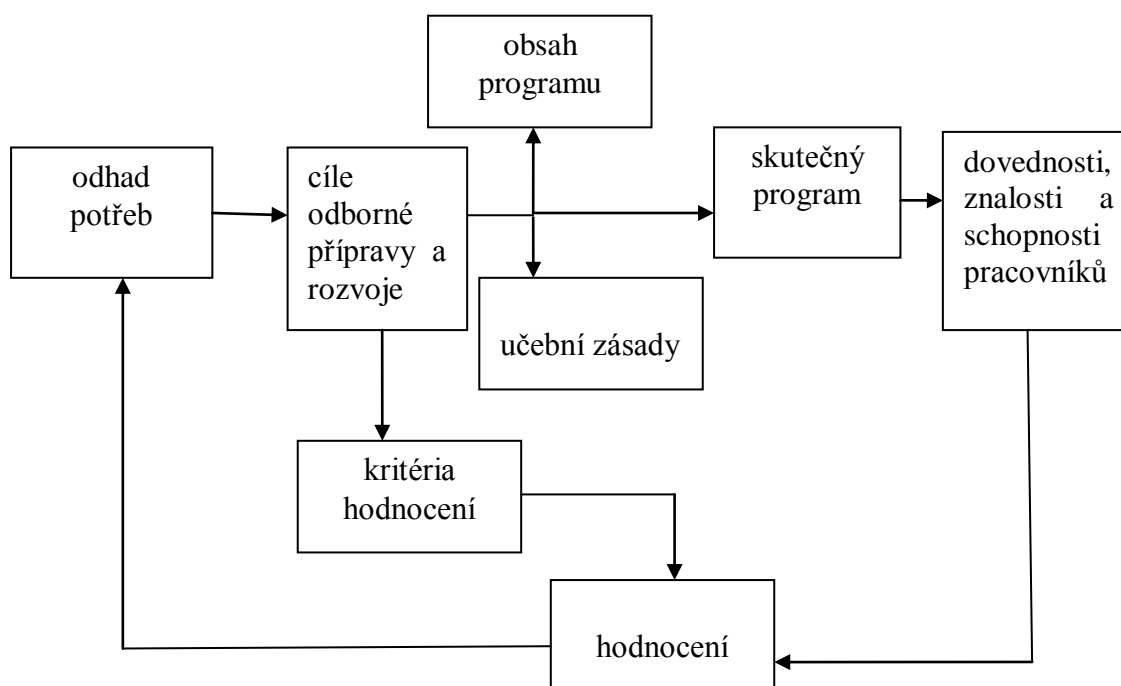 obsah
programu
odhad
potřeb
cíle
odborné
přípravy a
rozvoje
skutečný
program
dovednosti,
znalosti a
schopnosti
pracovníků
učební zásady
kritéria
hodnocení
hodnocení